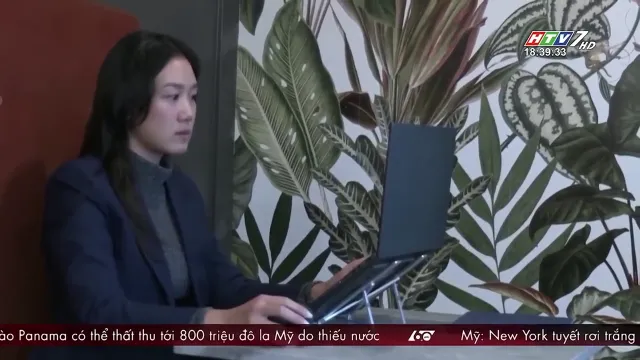 HTV7 HD
18:39:33
ào Panama có thể thất thu tới 800 triệu đô la Mỹ do thiếu nước 60 Mỹ: New York tuyết rơi trắng